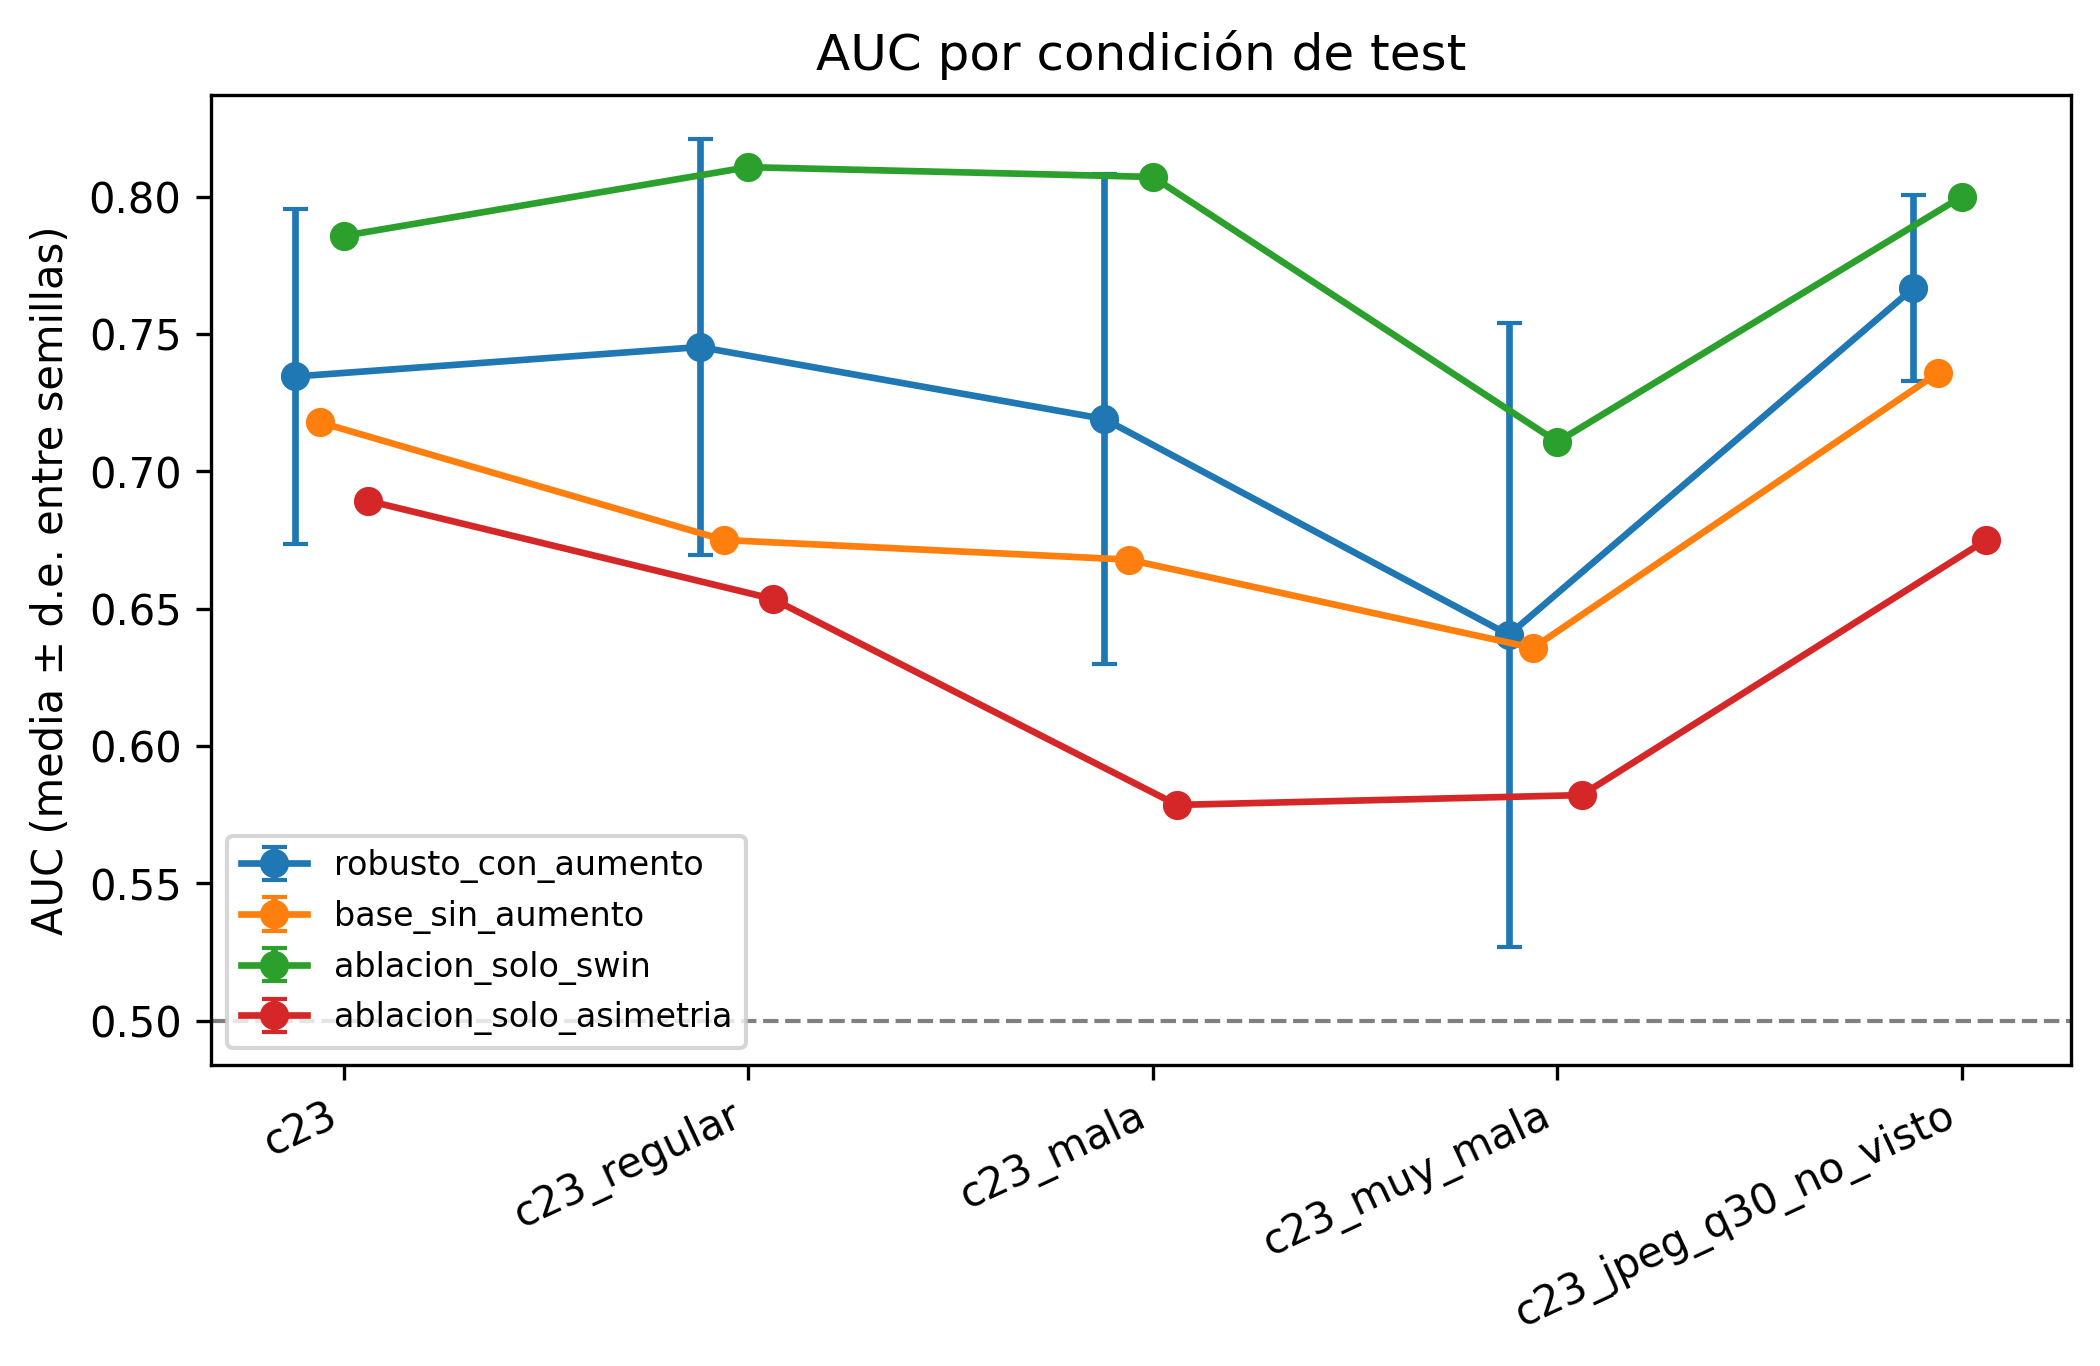 AUC por condición de test
AUC (media ± d.e. entre semillas)
0.80
0.75
0.70
0.65
0.60
0.55
0.50
robusto_con_aumento
base_sin_aumento
ablacion_solo_swin
ablacion_solo_asimetria
c23
c23_regular
c23_mala
c23_muy_mala
c23_jpeg_q30_no_visto